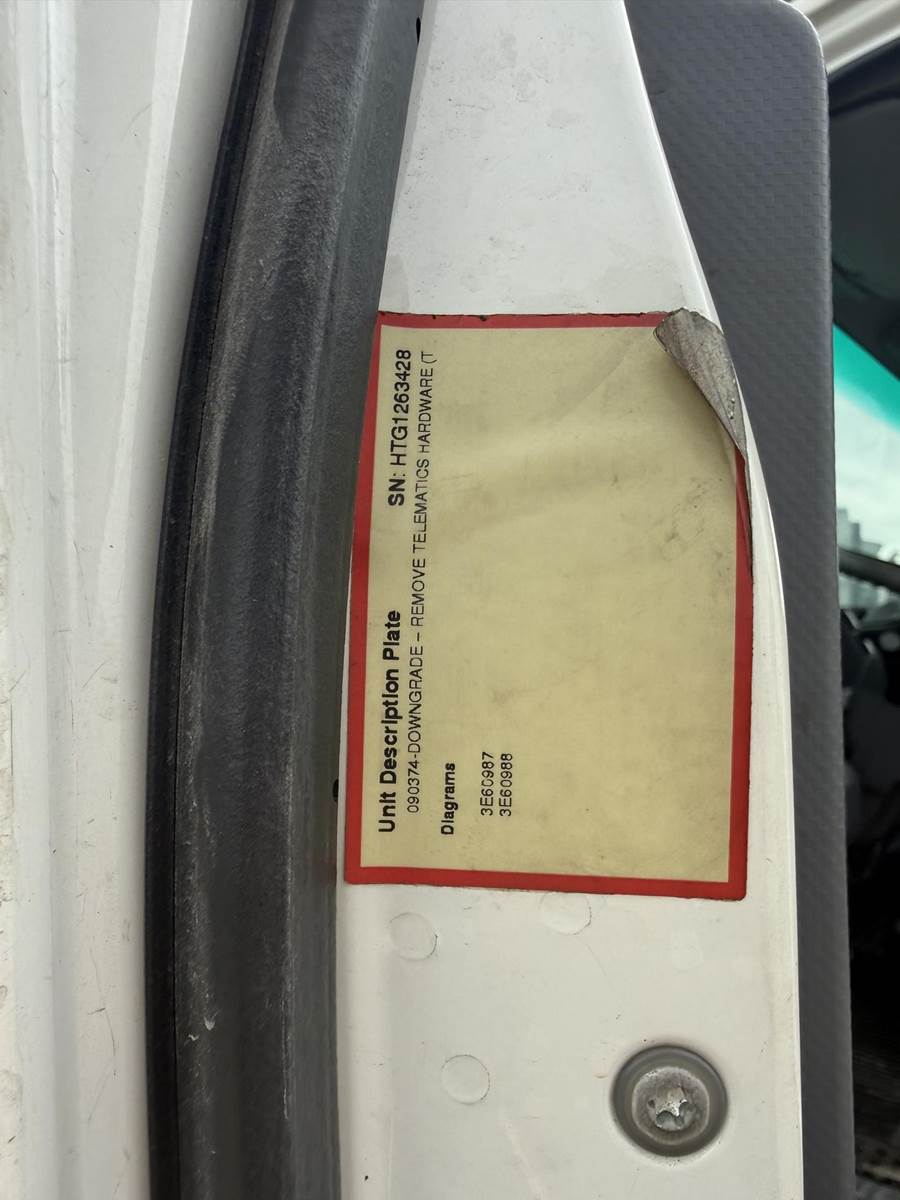 Unit Description Plate SN: HTG1263428
090374-DOWNGRADE - REMOVE TELEMATICS HARDWARE (T
Diagrams
3E60987
3E60988